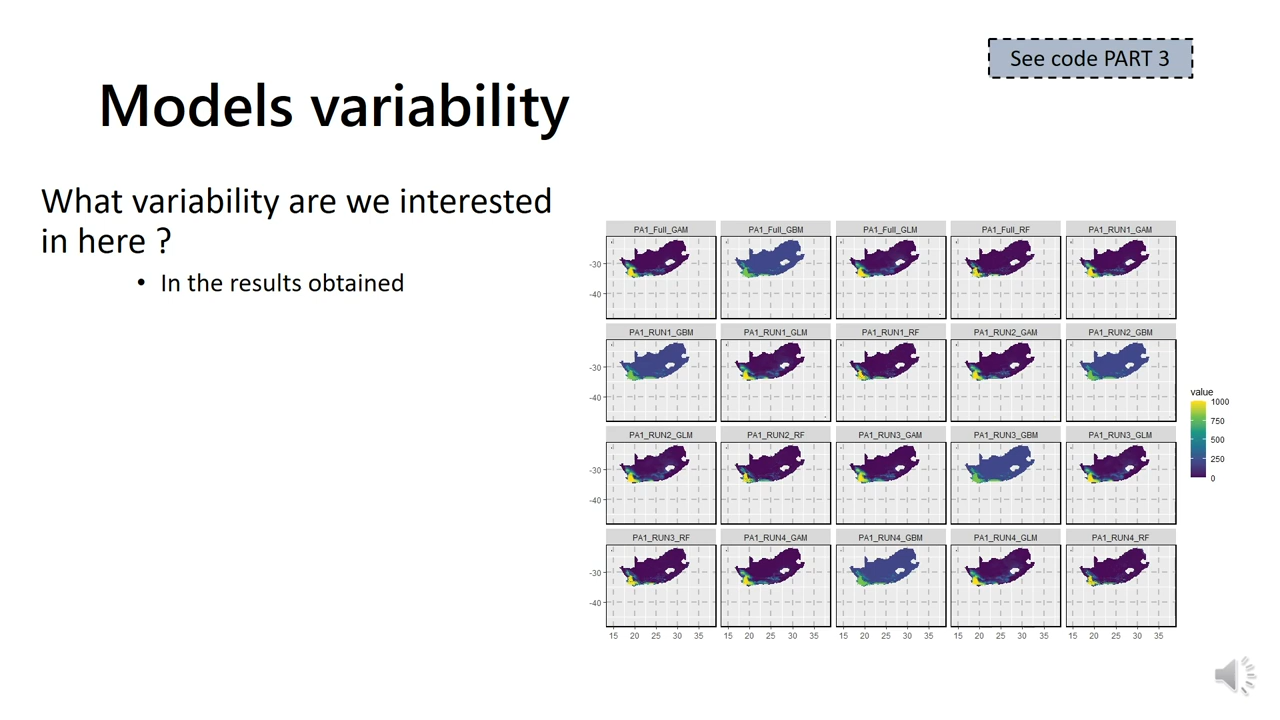 See code PART 3
Models variability
What variability are we interested
in here ?
• In the results obtained
PA1_Full_GAM PA1_Full_GBM PA1_Full_GLM PA1_Full_RF PA1_RUN1_GAM
-30
-40
PA1_RUN1_GBM PA1_RUN1_GLM PA1_RUN1_RF PA1_RUN2_GAM PA1_RUN2_GBM
-30
-40
PA1_RUN2_GLM PA1_RUN2_RF PA1_RUN3_GAM PA1_RUN3_GBM PA1_RUN3_GLM
-30
-40
PA1_RUN3_RF PA1_RUN4_GAM PA1_RUN4_GBM PA1_RUN4_GLM PA1_RUN4_RF
-30
-40
15 20 25 30 35 15 20 25 30 35 15 20 25 30 35 15 20 25 30 35 15 20 25 30 35
value
1000
750
500
250
0